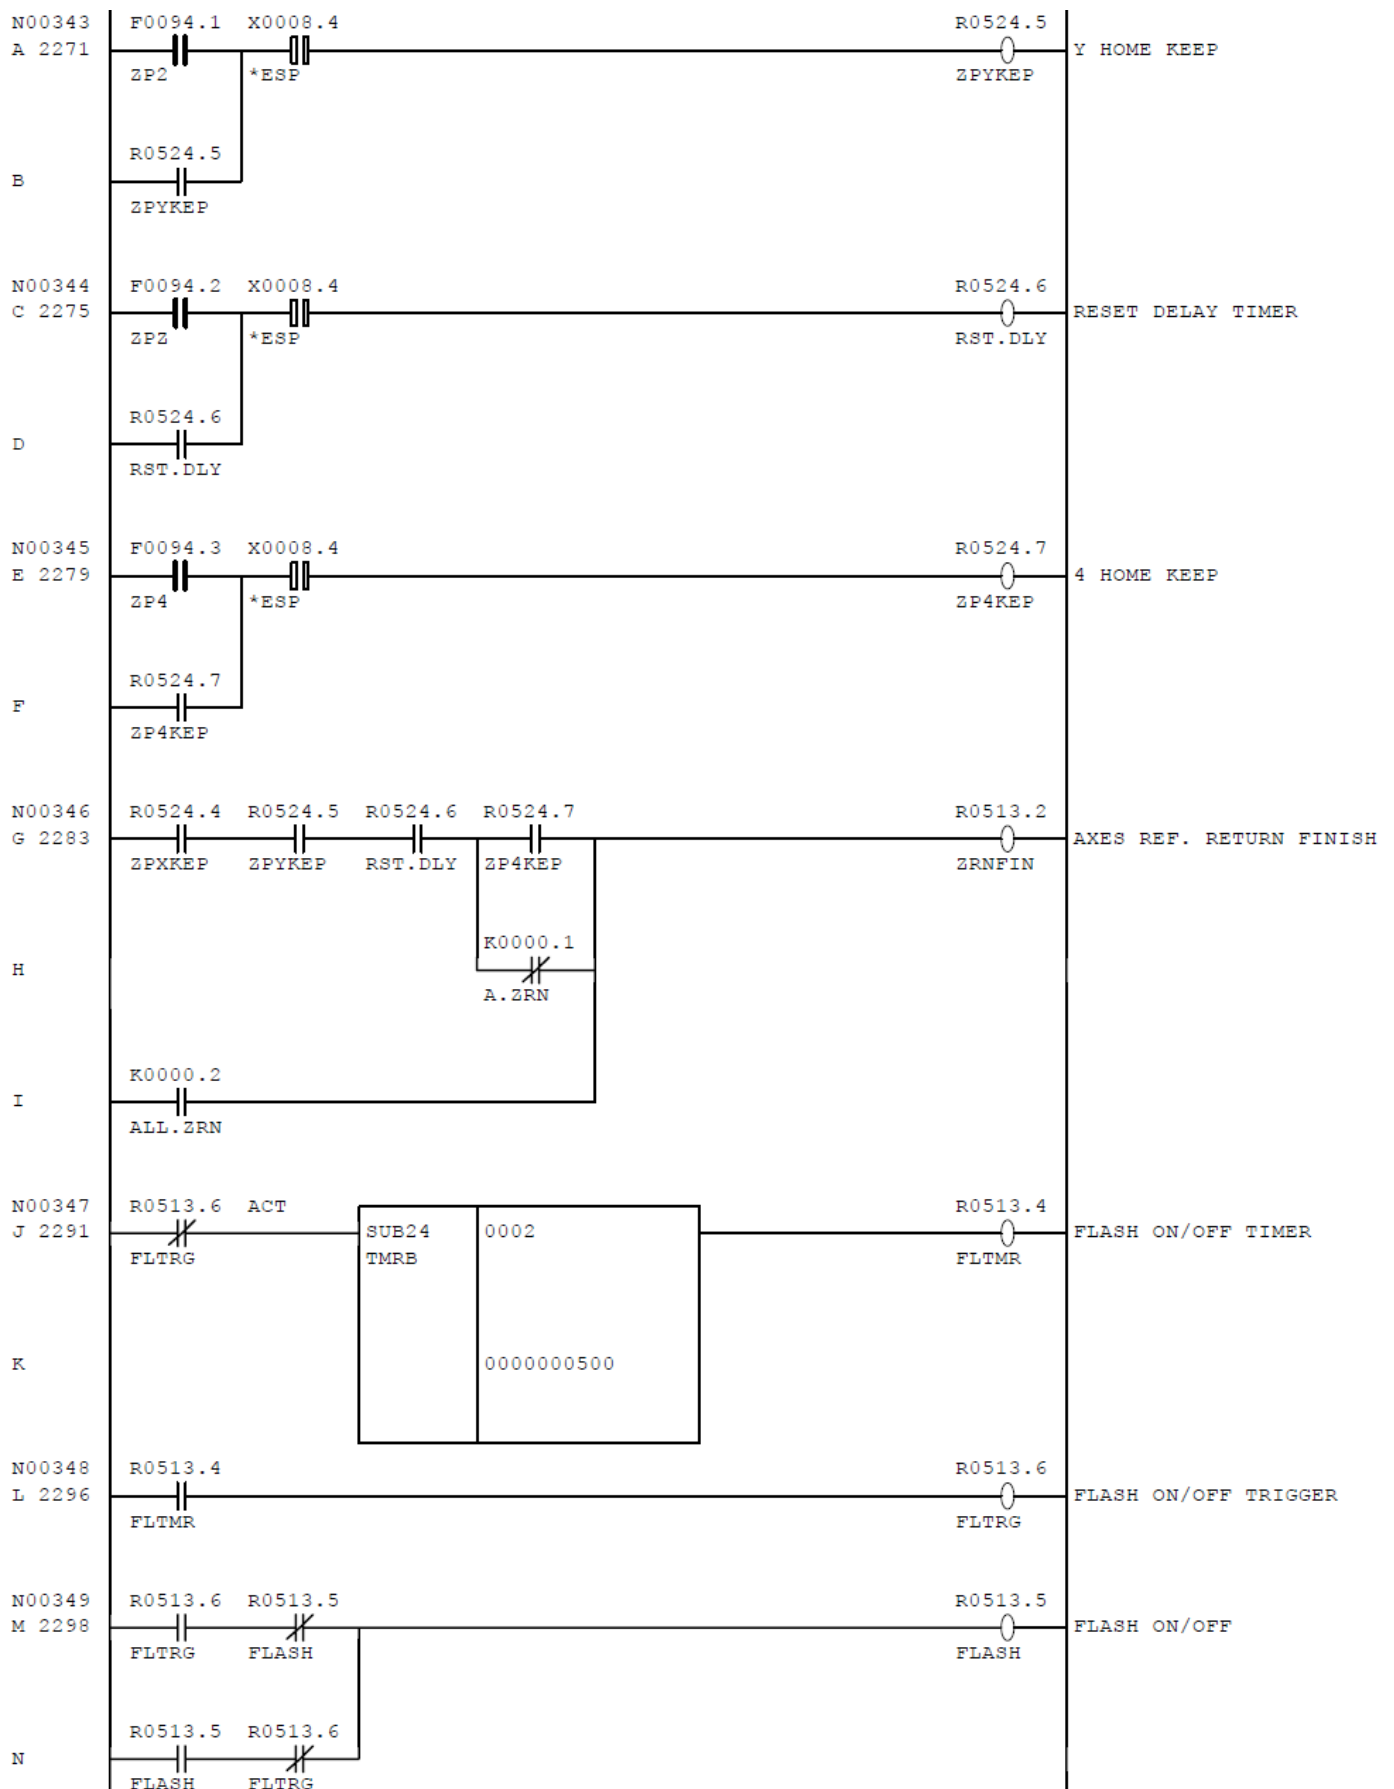 N00343 F0094.1 X0008.4 R0524.5
A 2271 Y HOME KEEP
ZP2 *ESP ZPYKEP
R0524.5
B
ZPYKEP
N00344 F0094.2 X0008.4 R0524.6
C 2275 RESET DELAY TIMER
ZPZ *ESP RST.DLY
R0524.6
D
RST.DLY
N00345 F0094.3 X0008.4 R0524.7
E 2279 4 HOME KEEP
ZP4 *ESP ZP4KEP
R0524.7
F
ZP4KEP
N00346 R0524.4 R0524.5 R0524.6 R0524.7 R0513.2
G 2283 AXES REF. RETURN FINISH
ZPXKEP ZPYKEP RST.DLY ZP4KEP ZRNFIN
K0000.1
H
A.ZRN
K0000.2
I
ALL.ZRN
N00347 R0513.6 ACT R0513.4
J 2291 SUB24 0002 FLASH ON/OFF TIMER
FLTRG TMRB FLTMR
K 0000000500
N00348 R0513.4 R0513.6
L 2296 FLASH ON/OFF TRIGGER
FLTMR FLTRG
N00349 R0513.6 R0513.5 R0513.5
M 2298 FLASH ON/OFF
FLTRG FLASH FLASH
R0513.5 R0513.6
N
FLASH FLTRG